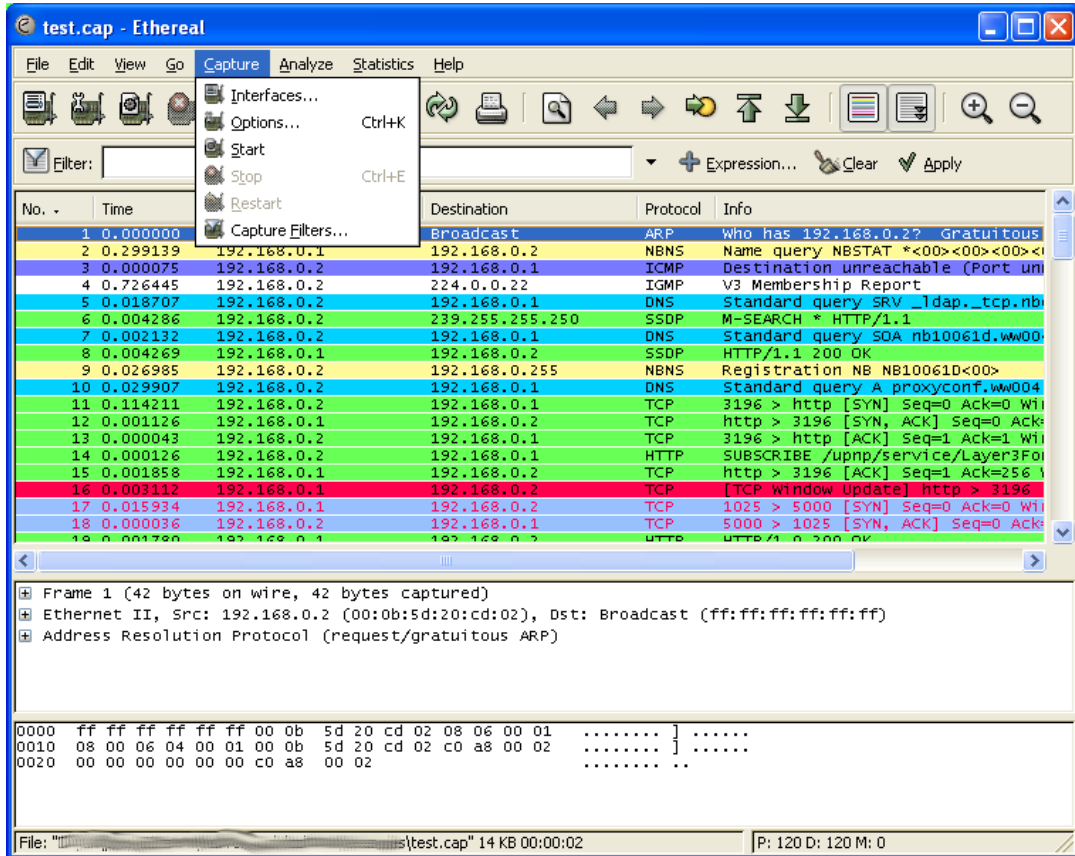 test.cap - Ethereal
File Edit View Go Capture Analyze Statistics Help
Interfaces...
Options... Ctrl+K
Start
Stop Ctrl+E
Restart
Capture Filters...
Filter: Expression... Clear Apply
No. Time Destination Protocol Info
1 0.000000 Broadcast ARP Who has 192.168.0.2? Gratuitous
2 0.299139 192.168.0.1 192.168.0.2 NBNS Name query NBSTAT *<00><00><00><
3 0.000075 192.168.0.2 192.168.0.1 ICMP Destination unreachable (Port un
4 0.726445 192.168.0.2 224.0.0.22 IGMP V3 Membership Report
5 0.018707 192.168.0.2 192.168.0.1 DNS Standard query SRV _ldap._tcp.nb
6 0.004286 192.168.0.2 239.255.255.250 SSDP M-SEARCH * HTTP/1.1
7 0.002132 192.168.0.2 192.168.0.1 DNS Standard query SOA nb10061d.ww00
8 0.004269 192.168.0.1 192.168.0.2 SSDP HTTP/1.1 200 OK
9 0.026985 192.168.0.2 192.168.0.255 NBNS Registration NB NB10061D<00>
10 0.029907 192.168.0.2 192.168.0.1 DNS Standard query A proxyconf.ww004
11 0.114211 192.168.0.2 192.168.0.1 TCP 3196 > http [SYN] Seq=0 Ack=0 Wi
12 0.001126 192.168.0.1 192.168.0.2 TCP http > 3196 [SYN, ACK] Seq=0 Ack=
13 0.000043 192.168.0.2 192.168.0.1 TCP 3196 > http [ACK] Seq=1 Ack=1 Wi
14 0.000126 192.168.0.2 192.168.0.1 HTTP SUBSCRIBE /upnp/service/Layer3Fo
15 0.001858 192.168.0.1 192.168.0.2 TCP http > 3196 [ACK] Seq=1 Ack=256
16 0.003112 192.168.0.1 192.168.0.2 TCP [TCP Window Update] http > 3196
17 0.015934 192.168.0.1 192.168.0.2 TCP 1025 > 5000 [SYN] Seq=0 Ack=0 Wi
18 0.000036 192.168.0.2 192.168.0.1 TCP 5000 > 1025 [SYN, ACK] Seq=0 Ack=
19 0.001780 192.168.0.1 192.168.0.2 HTTP HTTP/1.0 200 OK
Frame 1 (42 bytes on wire, 42 bytes captured)
Ethernet II, Src: 192.168.0.2 (00:0b:5d:20:cd:02), Dst: Broadcast (ff:ff:ff:ff:ff:ff)
Address Resolution Protocol (request/gratuitous ARP)
0000 ff ff ff ff ff ff 00 0b 5d 20 cd 02 08 06 00 01 ........ ] ......
0010 08 00 06 04 00 01 00 0b 5d 20 cd 02 c0 a8 00 02 ........ ] ......
0020 00 00 00 00 00 00 c0 a8 00 02 ........ ..
File: " s\test.cap" 14 KB 00:00:02 P: 120 D: 120 M: 0